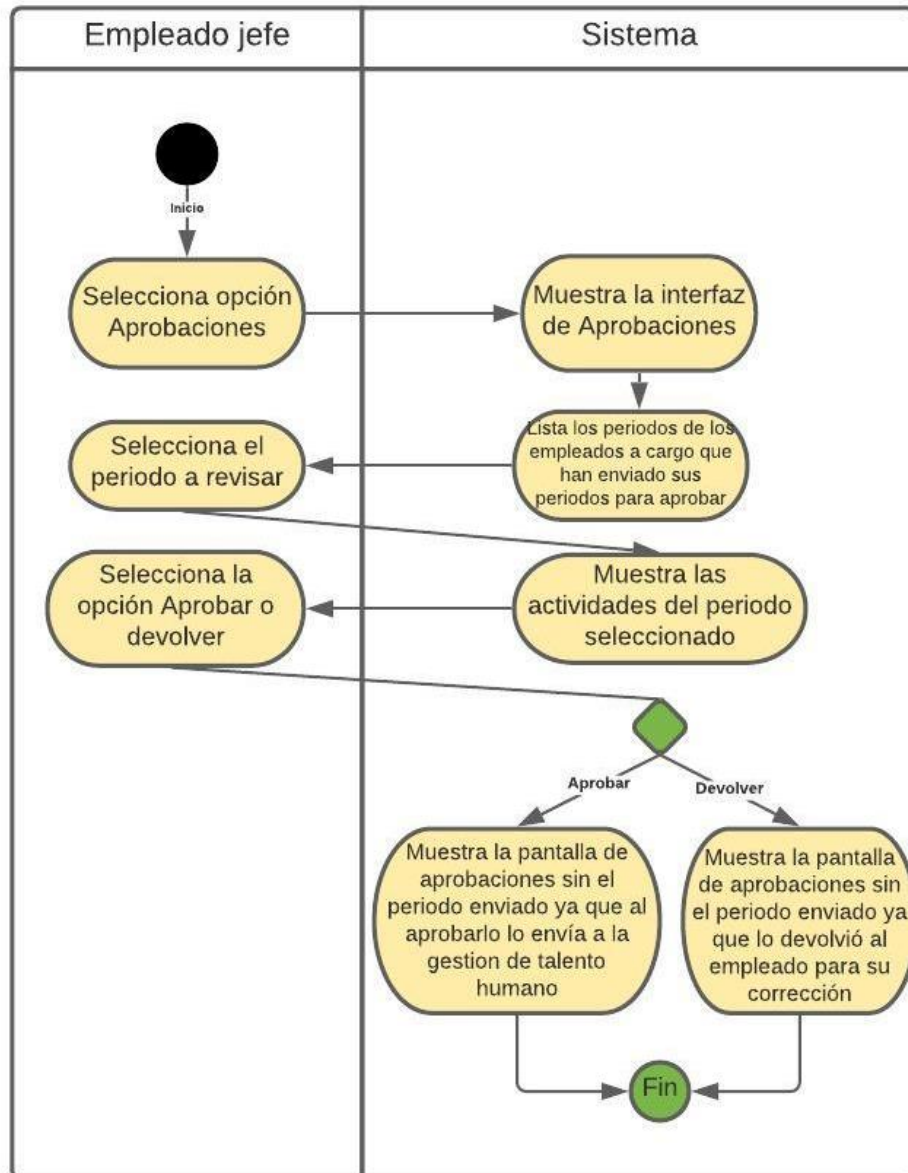 Empleado jefe
Sistema
Inicio
Selecciona opción
Aprobaciones
Muestra la interfaz
de Aprobaciones
Lista los periodos de los
empleados a cargo que
han enviado sus
periodos para aprobar
Selecciona el
periodo a revisar
Muestra las
actividades del periodo
seleccionado
Selecciona la
opción Aprobar o
devolver
Aprobar
Devolver
Muestra la pantalla de
aprobaciones sin el
periodo enviado ya que al
aprobarlo lo envía a la
gestion de talento
humano
Muestra la pantalla
de aprobaciones sin
el periodo enviado ya
que lo devolvió al
empleado para su
corrección
Fin